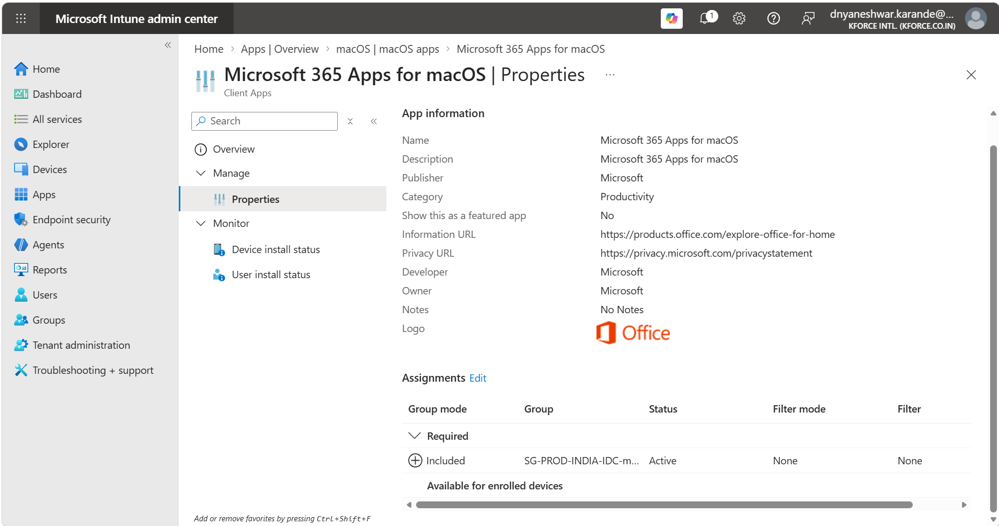 Microsoft Intune admin center
1
dnyaneshwar.karande@...
KFORCE INTL. (KFORCE.CO.IN)
Home
Dashboard
All services
Explorer
Devices
Apps
Endpoint security
Agents
Reports
Users
Groups
Tenant administration
Troubleshooting + support
Home > Apps | Overview > macOS | macOS apps > Microsoft 365 Apps for macOS
Microsoft 365 Apps for macOS | Properties ...
Client Apps
Search
Overview
Manage
Properties
Monitor
Device install status
User install status
Add or remove favorites by pressing Ctrl+Shift+F
App information
Name Microsoft 365 Apps for macOS
Description Microsoft 365 Apps for macOS
Publisher Microsoft
Category Productivity
Show this as a featured app No
Information URL https://products.office.com/explore-office-for-home
Privacy URL https://privacy.microsoft.com/privacystatement
Developer Microsoft
Owner Microsoft
Notes No Notes
Logo Office
Assignments Edit
Group mode Group Status Filter mode Filter
Required
Included SG-PROD-INDIA-IDC-m... Active None None
Available for enrolled devices